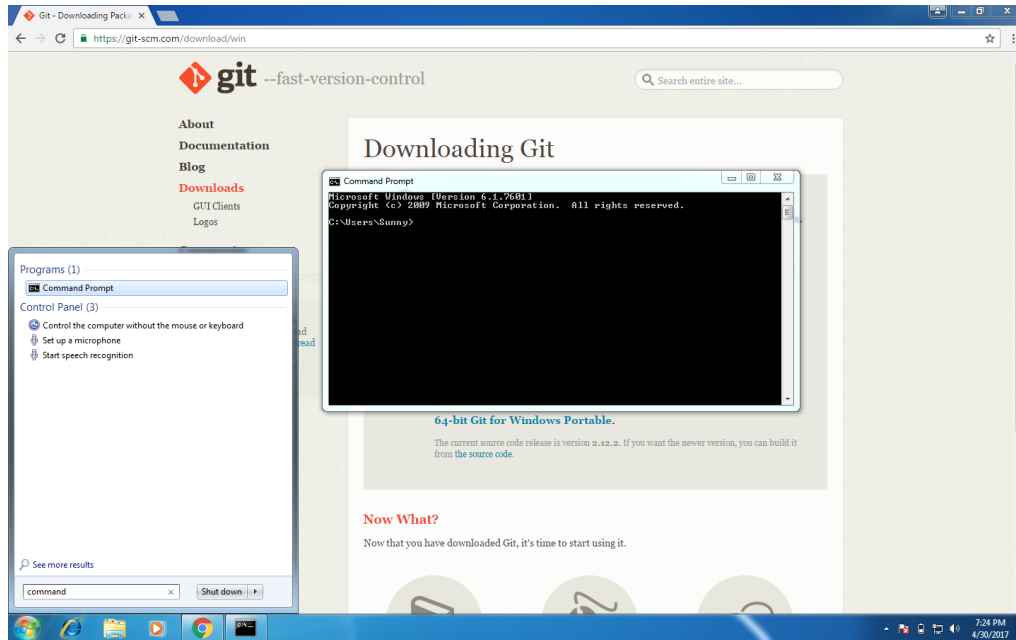 Git - Downloading Packa
https://git-scm.com/download/win
git --fast-version-control
Search entire site...
About
Documentation
Blog
Downloads
GUI Clients
Logos
Downloading Git
Command Prompt
Microsoft Windows [Version 6.1.7601]
Copyright (c) 2009 Microsoft Corporation.  All rights reserved.
C:\Users\Sunny>
Programs (1)
Command Prompt
Control Panel (3)
Control the computer without the mouse or keyboard
Set up a microphone
Start speech recognition
See more results
command
Shut down
nd
read
64-bit Git for Windows Portable.
The current source code release is version 2.12.2. If you want the newer version, you can build it
from the source code.
Now What?
Now that you have downloaded Git, it's time to start using it.
7:24 PM
4/30/2017